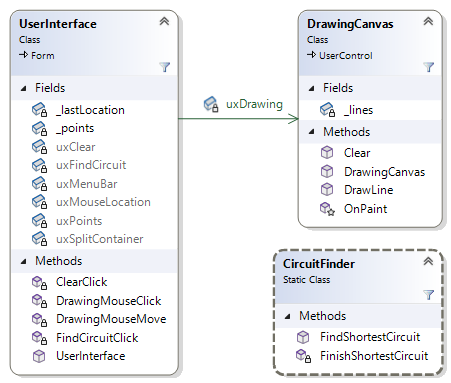 UserInterface
Class
Form
Fields
_lastLocation
_points
uxClear
uxFindCircuit
uxMenuBar
uxMouseLocation
uxPoints
uxSplitContainer
Methods
ClearClick
DrawingMouseClick
DrawingMouseMove
FindCircuitClick
UserInterface
uxDrawing
DrawingCanvas
Class
UserControl
Fields
_lines
Methods
Clear
DrawingCanvas
DrawLine
OnPaint
CircuitFinder
Static Class
Methods
FindShortestCircuit
FinishShortestCircuit